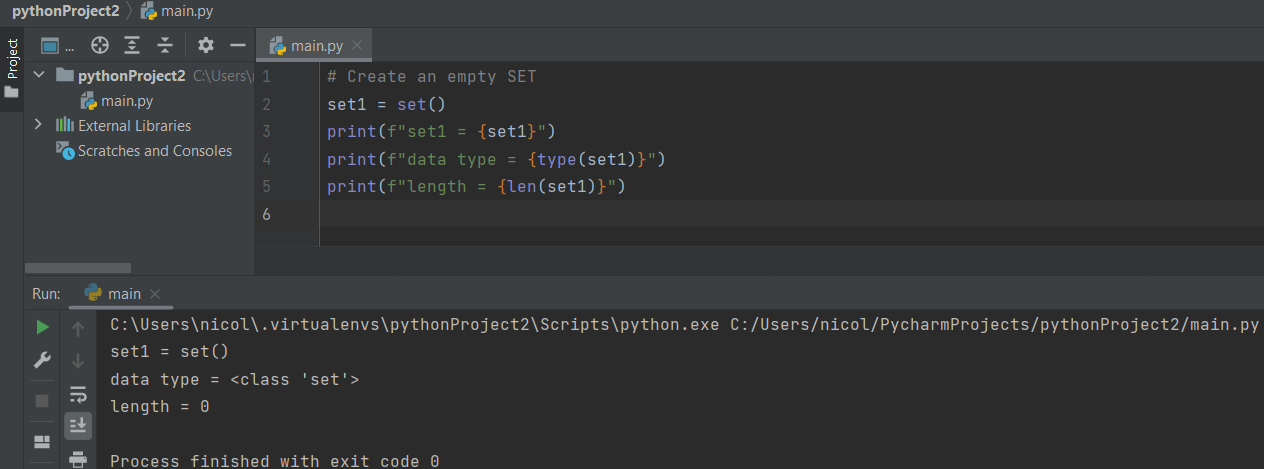 pythonProject2 main.py
Project
...
main.py
pythonProject2 C:\Users\
main.py
External Libraries
Scratches and Consoles
1 # Create an empty SET
2 set1 = set()
3 print(f"set1 = {set1}")
4 print(f"data type = {type(set1)}")
5 print(f"length = {len(set1)}")
6
Run: main
C:\Users\nicol\.virtualenvs\pythonProject2\Scripts\python.exe C:/Users/nicol/PycharmProjects/pythonProject2/main.py
set1 = set()
data type = <class 'set'>
length = 0
Process finished with exit code 0